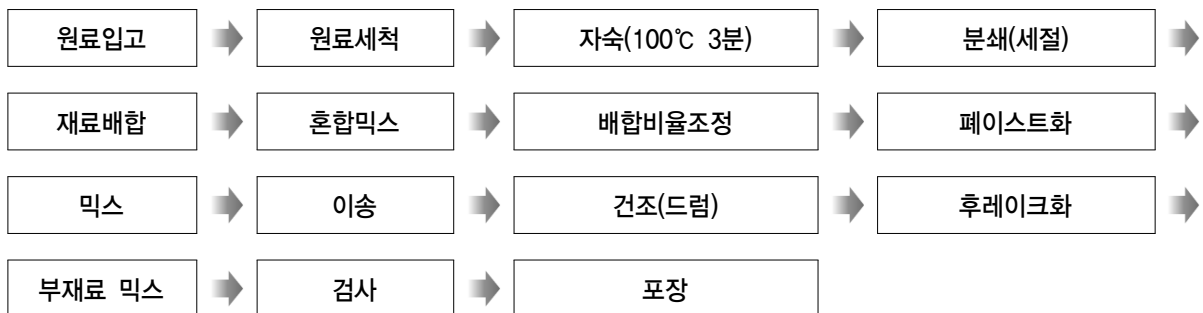 원료입고 원료세척 자숙(100℃ 3분) 분쇄(세절)
재료배합 혼합믹스 배합비율조정 폐이스트화
믹스 이송 건조(드럼) 후레이크화
부재료 믹스 검사 포장